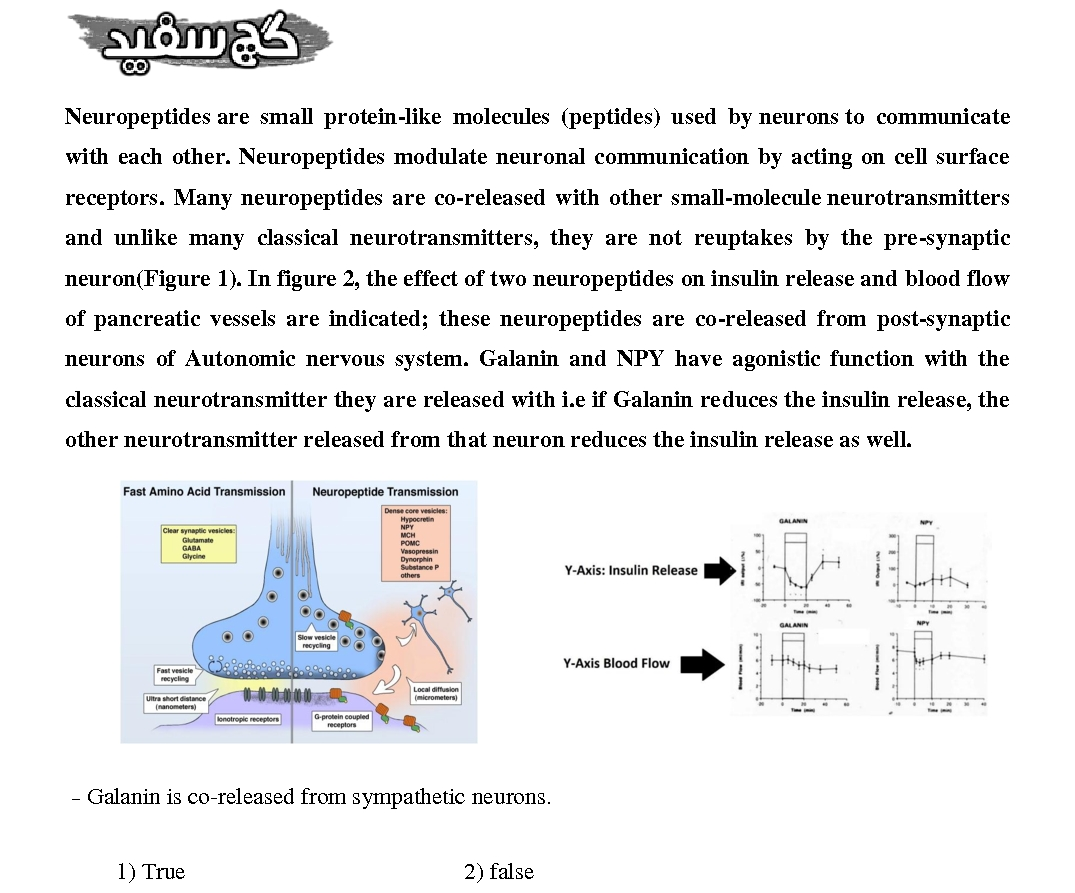 گچ سفید
Neuropeptides are small protein-like molecules (peptides) used by neurons to communicate
with each other. Neuropeptides modulate neuronal communication by acting on cell surface
receptors. Many neuropeptides are co-released with other small-molecule neurotransmitters
and unlike many classical neurotransmitters, they are not reuptakes by the pre-synaptic
neuron(Figure 1). In figure 2, the effect of two neuropeptides on insulin release and blood flow
of pancreatic vessels are indicated; these neuropeptides are co-released from post-synaptic
neurons of Autonomic nervous system. Galanin and NPY have agonistic function with the
classical neurotransmitter they are released with i.e if Galanin reduces the insulin release, the
other neurotransmitter released from that neuron reduces the insulin release as well.
Fast Amino Acid Transmission
Neuropeptide Transmission
Clear synaptic vesicles:
Glutamate
GABA
Glycine
Dense core vesicles:
Hypocretin
NPY
MCH
POMC
Vasopressin
Dynorphin
Substance P
others
Slow vesicle
recycling
Fast vesicle
recycling
Ultra short distance
(nanometers)
Ionotropic receptors
G-protein coupled
receptors
Local diffusion
(micrometers)
Y-Axis: Insulin Release
GALANIN
Time (min)
NPY
Time (min)
Y-Axis Blood Flow
GALANIN
Time (min)
NPY
Time (min)
– Galanin is co-released from sympathetic neurons.
1) True
2) false